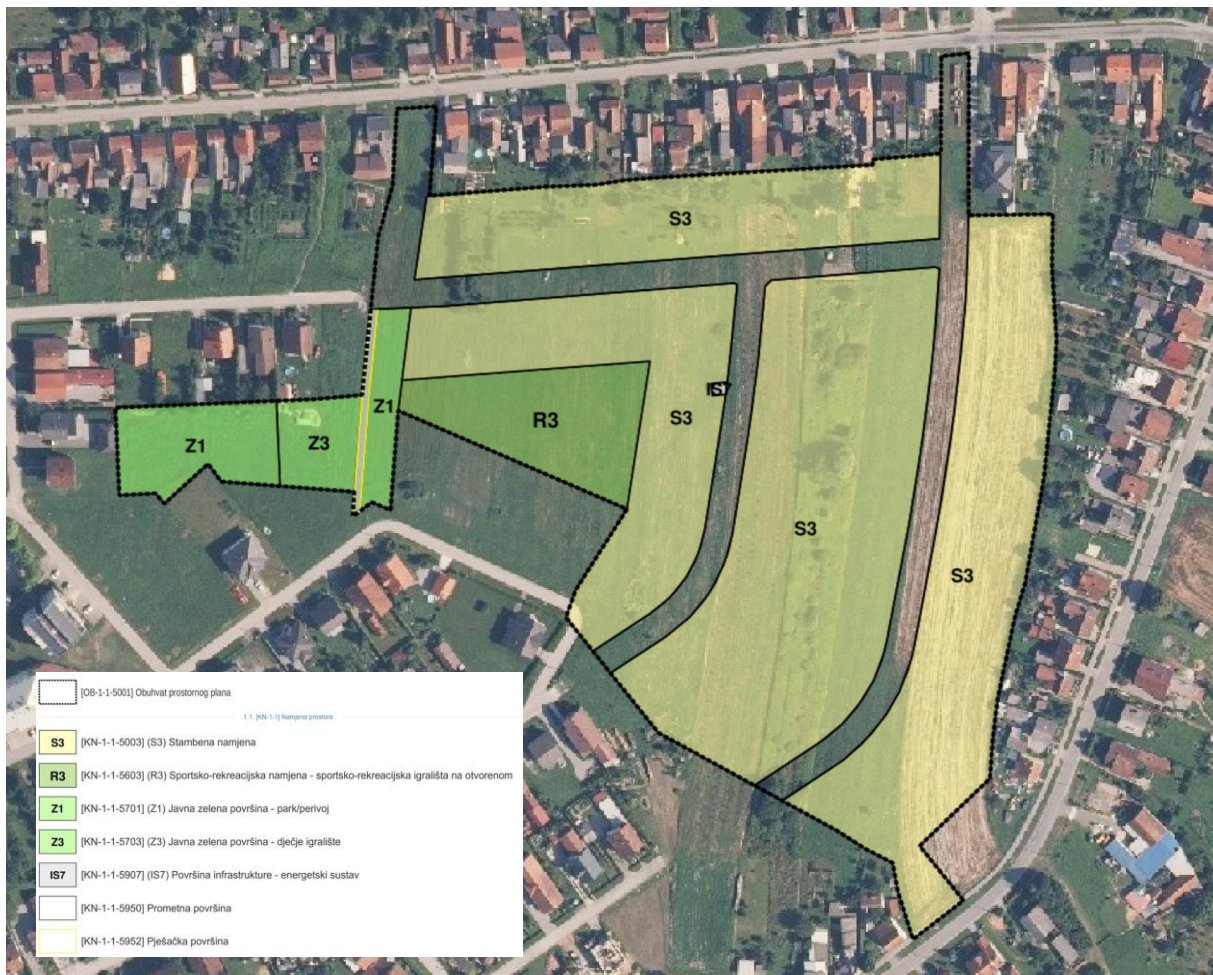 S3
S3
IS7
R3
Z1
Z1
Z3
S3
S3
[OB-1-1-5001] Obuhvat prostornog plana
1.1. [KN-1-1] Namjena prostora
S3 [KN-1-1-5003] (S3) Stambena namjena
R3 [KN-1-1-5603] (R3) Sportsko-rekreacijska namjena - sportsko-rekreacijska igrališta na otvorenom
Z1 [KN-1-1-5701] (Z1) Javna zelena površina - park/perivoj
Z3 [KN-1-1-5703] (Z3) Javna zelena površina - dječje igralište
IS7 [KN-1-1-5907] (IS7) Površina infrastrukture - energetski sustav
[KN-1-1-5950] Prometna površina
[KN-1-1-5952] Pješačka površina